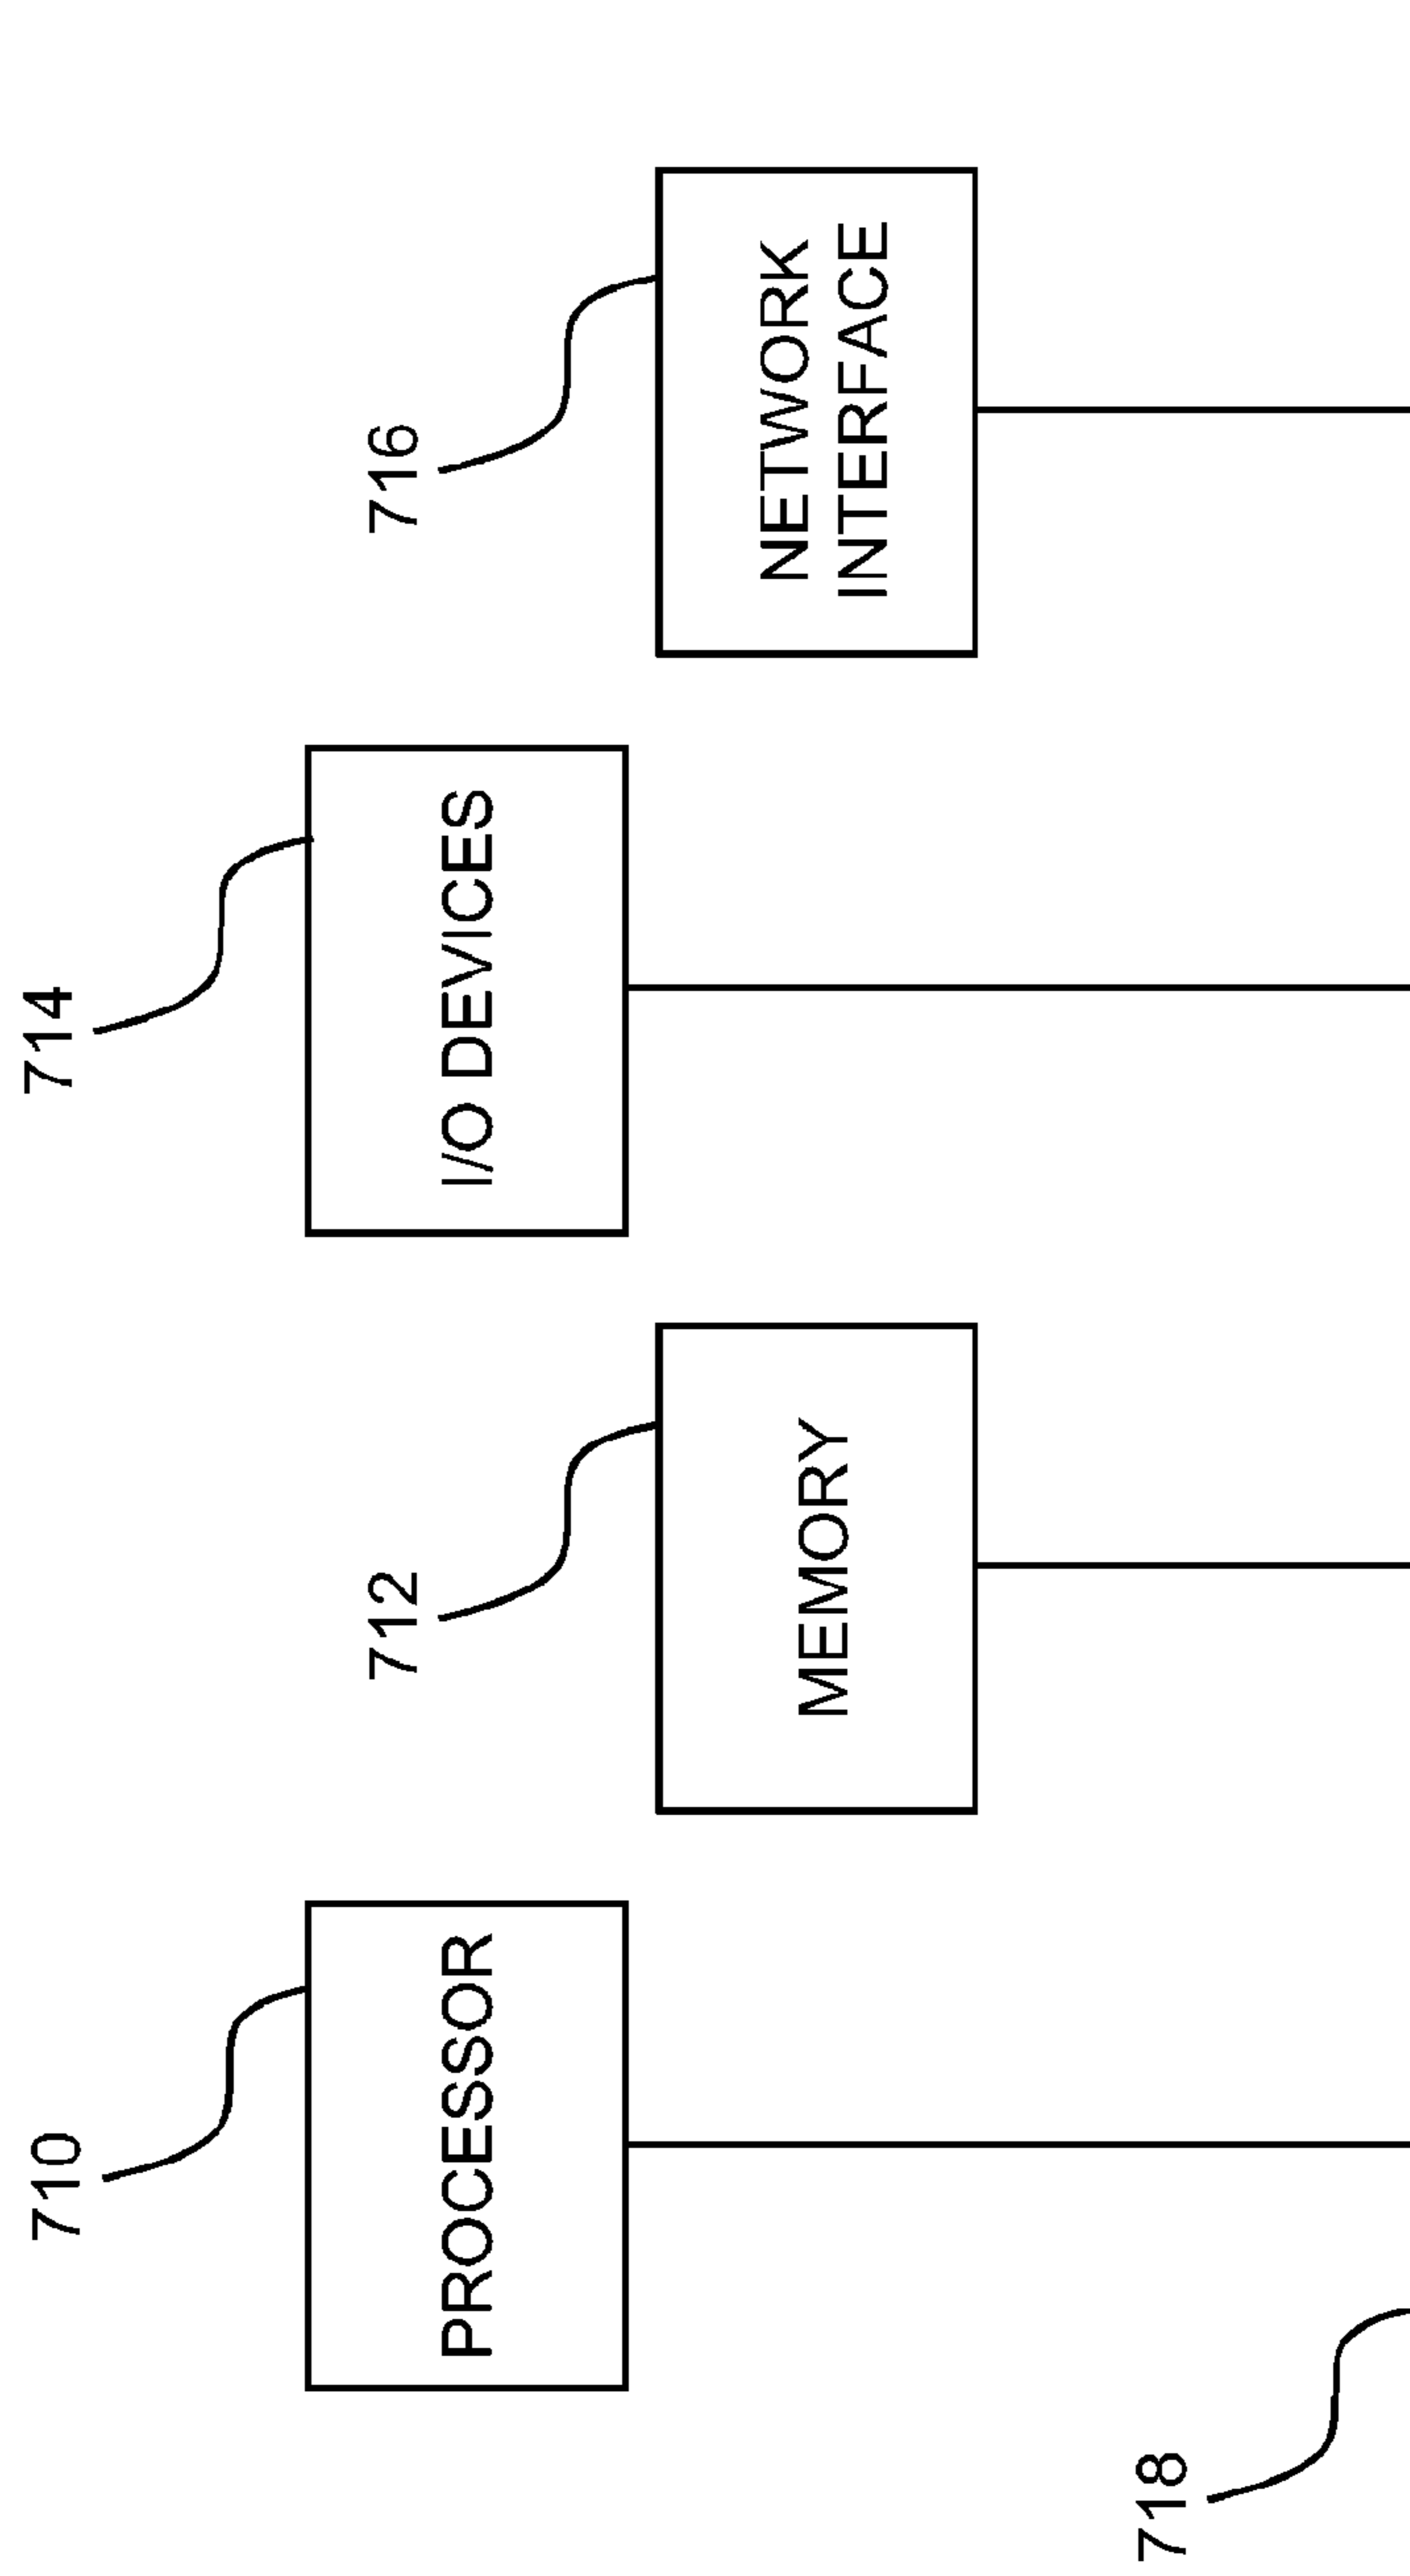 710
PROCESSOR
712
MEMORY
714
I/O DEVICES
716
NETWORK
INTERFACE
718